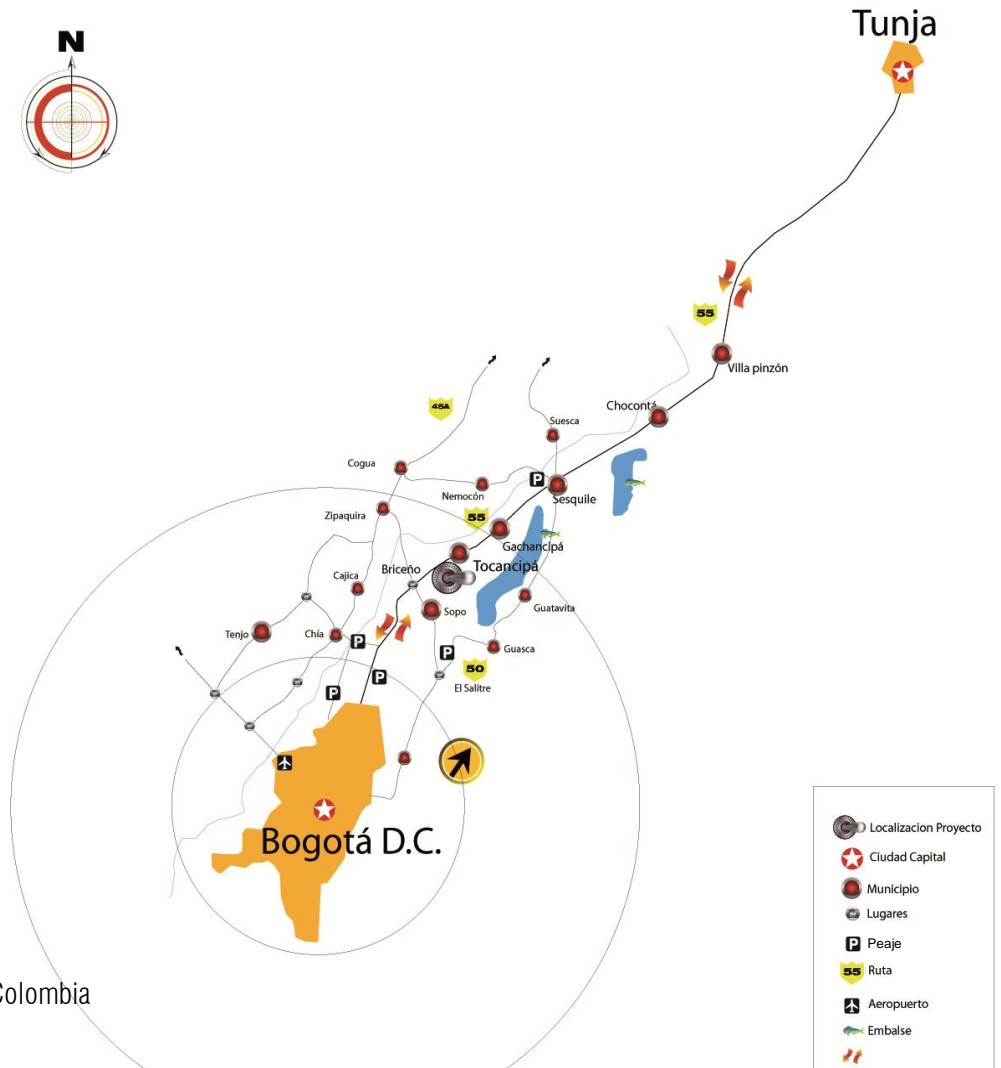 Tunja
N
55
Villa pinzón
Chocontá
45A
Suesca
Cogua
P
Nemocón
Sesquile
Zipaquira
55
Gachancipá
Briceño
Tocancipá
Cajica
Sopo
Guatavita
Tenjo
Chía
P
P
Guasca
50
P
El Salitre
P
Bogotá D.C.
Localizacion Proyecto
Ciudad Capital
Municipio
Lugares
P Peaje
55 Ruta
Aeropuerto
Embalse
Colombia